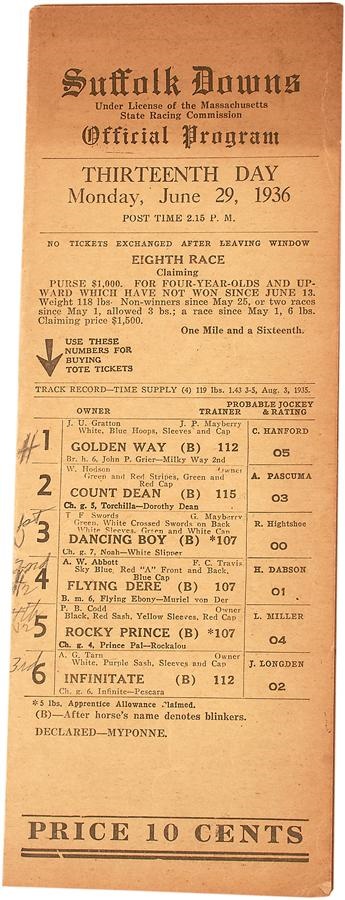 Suffolk Downs
Under License of the Massachusetts
State Racing Commission
Official Program
THIRTEENTH DAY
Monday, June 29, 1936
POST TIME 2.15 P. M.
NO TICKETS EXCHANGED AFTER LEAVING WINDOW
EIGHTH RACE
Claiming
PURSE $1,000. FOR FOUR-YEAR-OLDS AND UP-
WARD WHICH HAVE NOT WON SINCE JUNE 13.
Weight 118 lbs. Non-winners since May 25, or two races
since May 1, allowed 3 lbs.; a race since May 1, 6 lbs.
Claiming price $1,500.
One Mile and a Sixteenth.
USE THESE
NUMBERS FOR
BUYING
TOTE TICKETS
TRACK RECORD—TIME SUPPLY (4) 119 lbs. 1.43 3-5, Aug. 3, 1935.
OWNER TRAINER PROBABLE JOCKEY
& RATING
#1 J. U. Gratton J. P. Mayberry
White, Blue Hoops, Sleeves and Cap C. HANFORD
GOLDEN WAY (B) 112
Br. h. 6, John P. Grier—Milky Way 2nd 05
2 W. Hodson Owner
Green and Red Stripes, Green and
Red Cap A. PASCUMA
COUNT DEAN (B) 115 03
Ch. g. 5, Torchilla—Dorothy Dean
3 T F Swords G. Mayberry
Green, White Crossed Swords on Back
White Sleeves, Green and White Cap R. Hightshoe
DANCING BOY (B) *107
Ch. g. 7, Noah—White Slipper 00
4 A. W. Abbott F. C. Travis
Sky Blue, Red "A" Front and Back,
Blue Cap H. DABSON
FLYING DERE (B) 107 01
B. m. 6, Flying Ebony—Muriel von Der
4th
5 P. B. Codd Owner
Black, Red Sash, Yellow Sleeves, Red Cap L. MILLER
ROCKY PRINCE (B) *107
Ch. g. 4, Prince Pal—Rockalou 04
3rd
6 A. G. Tarn Owner
White, Purple Sash, Sleeves and Cap J. LONGDEN
INFINITATE (B) 112
Ch. g. 6, Infinite—Pescara 02
*5 lbs. Apprentice Allowance Claimed.
(B)—After horse's name denotes blinkers.
DECLARED—MYPONNE.
PRICE 10 CENTS